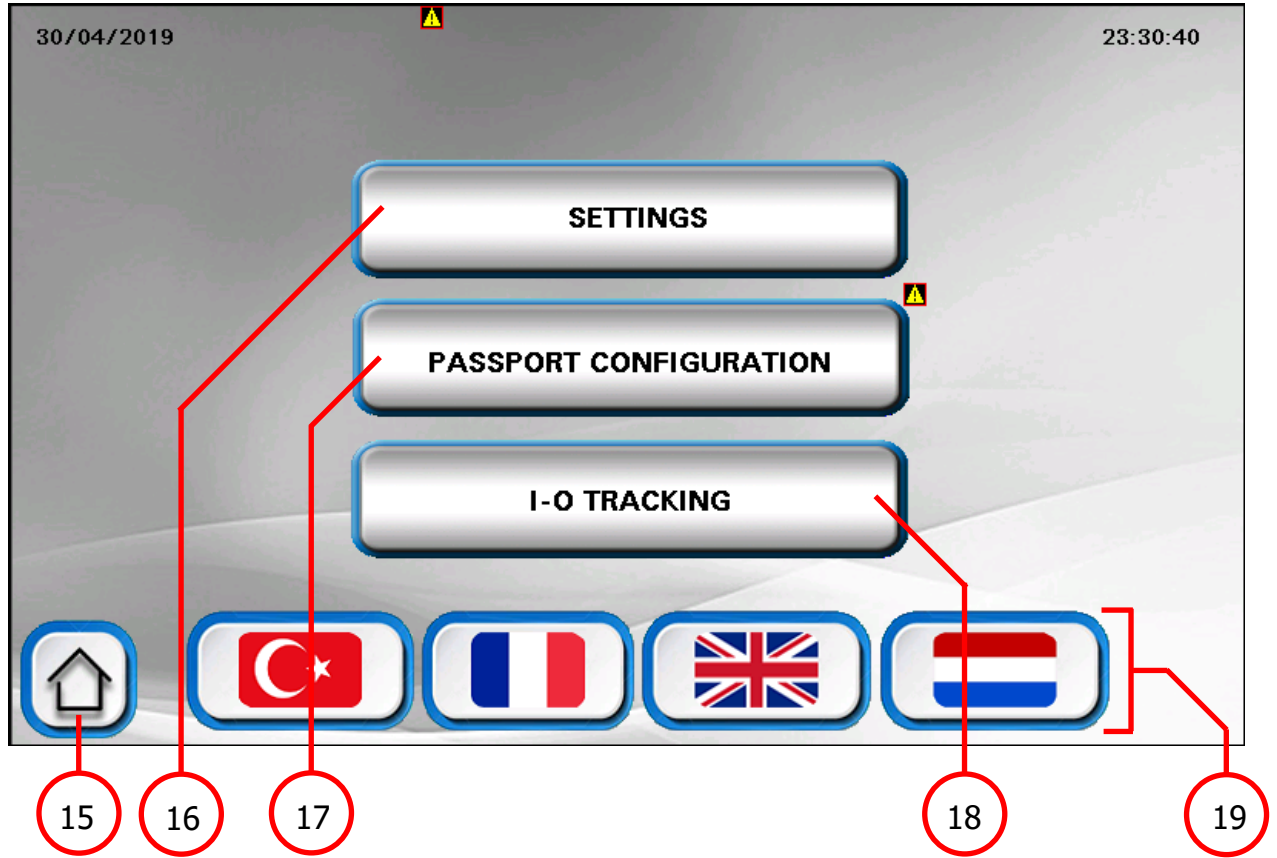 30/04/2019
23:30:40
SETTINGS
PASSPORT CONFIGURATION
I-O TRACKING
15
16
17
18
19